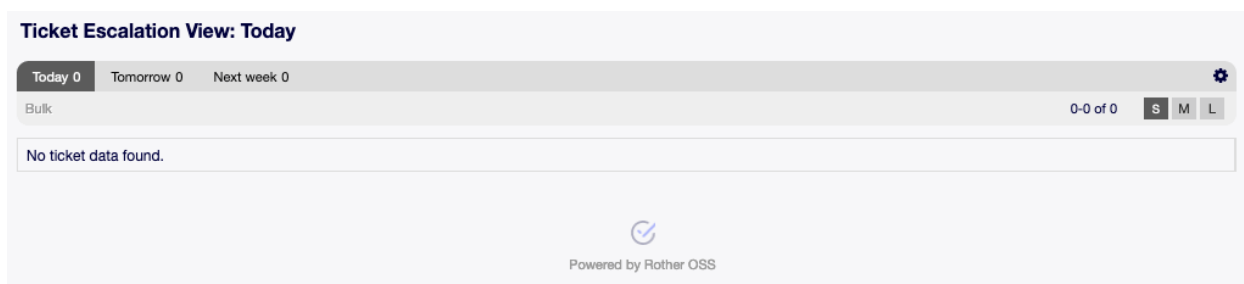 Ticket Escalation View: Today
Today 0 Tomorrow 0 Next week 0
Bulk 0-0 of 0 S M L
No ticket data found.
Powered by Rother OSS